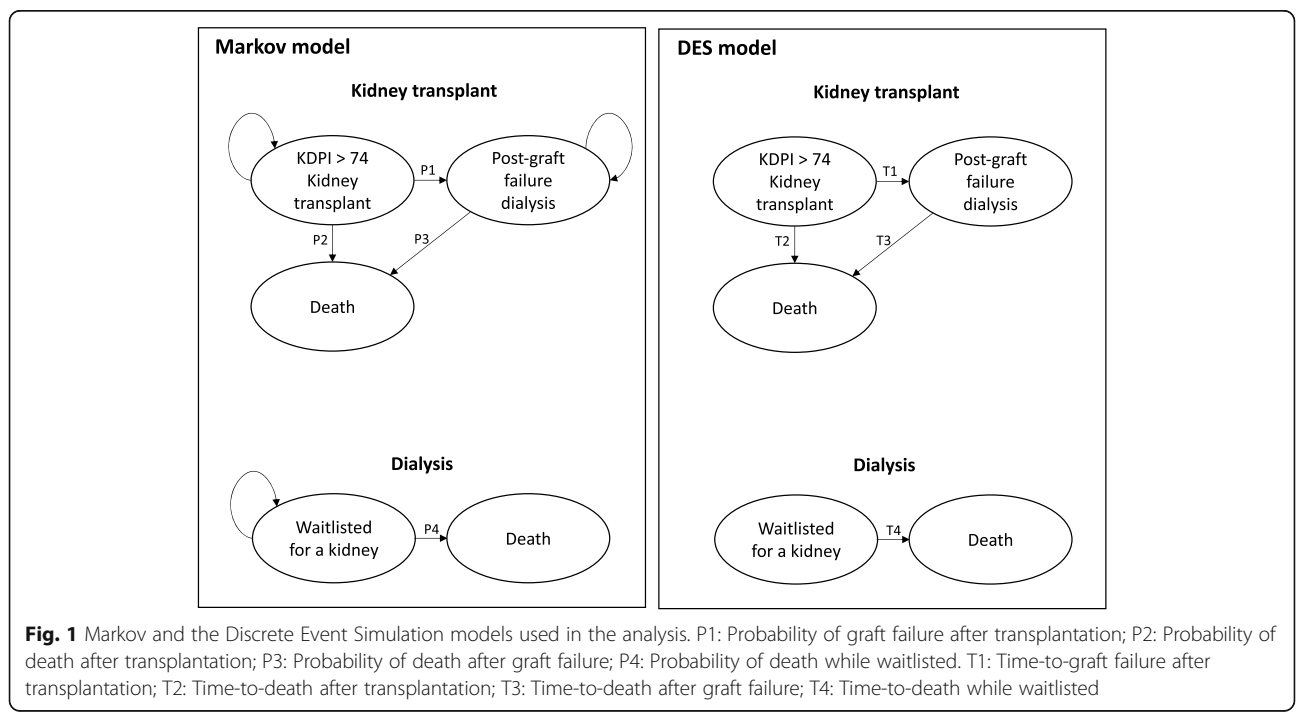 Markov model
Kidney transplant
KDPI > 74
Kidney
transplant
P1
Post-graft
failure
dialysis
P2
P3
Death
Dialysis
Waitlisted
for a kidney
P4
Death
DES model
Kidney transplant
KDPI > 74
Kidney
transplant
T1
Post-graft
failure
dialysis
T2
T3
Death
Dialysis
Waitlisted
for a kidney
T4
Death
Fig. 1 Markov and the Discrete Event Simulation models used in the analysis. P1: Probability of graft failure after transplantation; P2: Probability of
death after transplantation; P3: Probability of death after graft failure; P4: Probability of death while waitlisted. T1: Time-to-graft failure after
transplantation; T2: Time-to-death after transplantation; T3: Time-to-death after graft failure; T4: Time-to-death while waitlisted